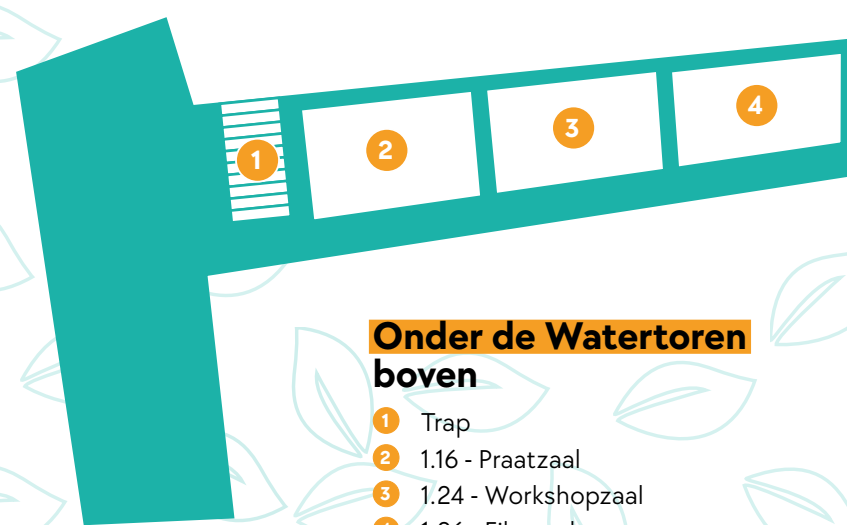 1
2
3
4
Onder de Watertoren
boven
1 Trap
2 1.16 - Praatzaal
3 1.24 - Workshopzaal